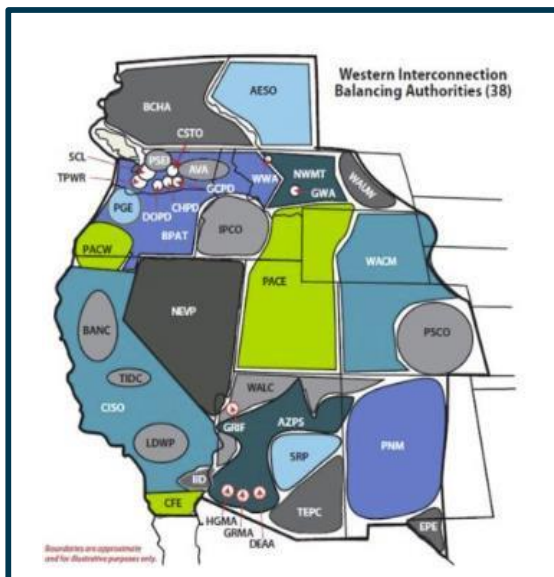 Western Interconnection
Balancing Authorities (38)
BCHA
AESO
CSTO
SCL
PSEI
AVA
TPWR
GCPD
WWA
NWMT
GWA
WAUW
PGE
DOPD
CHPD
BPAT
IPCO
PACW
WACM
PACE
NEVP
PSCO
BANC
TIDC
WALC
CISO
GRIF
AZPS
LDWP
SRP
PNM
IID
CFE
TEPC
HGMA
GRMA
DEAA
EPE
Boundaries are approximate
and for illustrative purposes only.